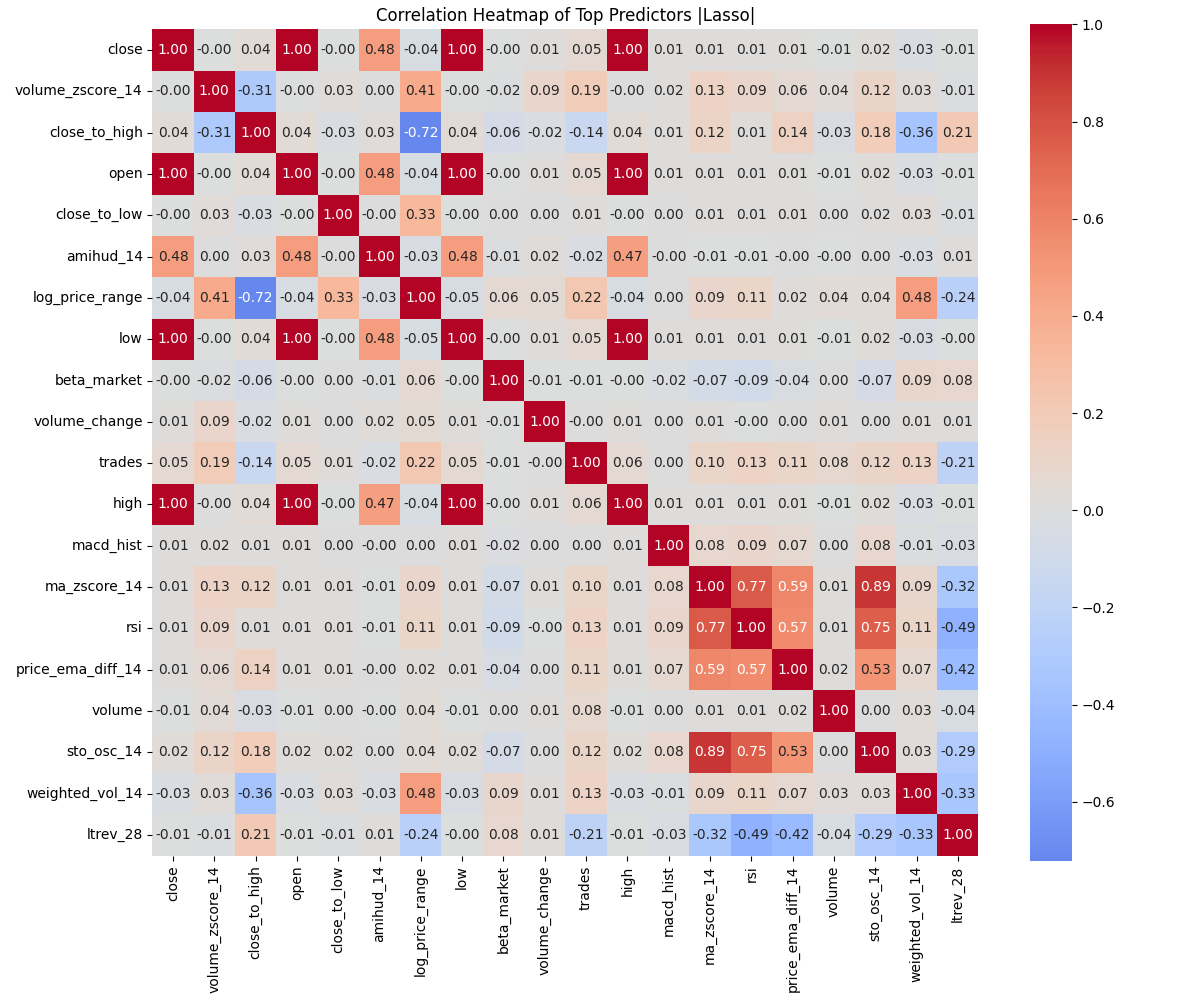 Correlation Heatmap of Top Predictors |Lasso|
close 1.00 -0.00 0.04 1.00 -0.00 0.48 -0.04 1.00 -0.00 0.01 0.05 1.00 0.01 0.01 0.01 0.01 -0.01 0.02 -0.03 -0.01
volume_zscore_14 -0.00 1.00 -0.31 -0.00 0.03 0.00 0.41 -0.00 -0.02 0.09 0.19 -0.00 0.02 0.13 0.09 0.06 0.04 0.12 0.03 -0.01
close_to_high 0.04 -0.31 1.00 0.04 -0.03 0.03 -0.72 0.04 -0.06 -0.02 -0.14 0.04 0.01 0.12 0.01 0.14 -0.03 0.18 -0.36 0.21
open 1.00 -0.00 0.04 1.00 -0.00 0.48 -0.04 1.00 -0.00 0.01 0.05 1.00 0.01 0.01 0.01 0.01 -0.01 0.02 -0.03 -0.01
close_to_low -0.00 0.03 -0.03 -0.00 1.00 -0.00 0.33 -0.00 0.00 0.00 0.01 -0.00 0.00 0.01 0.01 0.01 0.00 0.02 0.03 -0.01
amihud_14 0.48 0.00 0.03 0.48 -0.00 1.00 -0.03 0.48 -0.01 0.02 -0.02 0.47 -0.00 -0.01 -0.01 -0.00 -0.00 0.00 -0.03 0.01
log_price_range -0.04 0.41 -0.72 -0.04 0.33 -0.03 1.00 -0.05 0.06 0.05 0.22 -0.04 0.00 0.09 0.11 0.02 0.04 0.04 0.48 -0.24
low 1.00 -0.00 0.04 1.00 -0.00 0.48 -0.05 1.00 -0.00 0.01 0.05 1.00 0.01 0.01 0.01 0.01 -0.01 0.02 -0.03 -0.00
beta_market -0.00 -0.02 -0.06 -0.00 0.00 -0.01 0.06 -0.00 1.00 -0.01 -0.01 -0.00 -0.02 -0.07 -0.09 -0.04 0.00 -0.07 0.09 0.08
volume_change 0.01 0.09 -0.02 0.01 0.00 0.02 0.05 0.01 -0.01 1.00 -0.00 0.01 0.00 0.01 -0.00 0.00 0.01 0.00 0.01 0.01
trades 0.05 0.19 -0.14 0.05 0.01 -0.02 0.22 0.05 -0.01 -0.00 1.00 0.06 0.00 0.10 0.13 0.11 0.08 0.12 0.13 -0.21
high 1.00 -0.00 0.04 1.00 -0.00 0.47 -0.04 1.00 -0.00 0.01 0.06 1.00 0.01 0.01 0.01 0.01 -0.01 0.02 -0.03 -0.01
macd_hist 0.01 0.02 0.01 0.01 0.00 -0.00 0.00 0.01 -0.02 0.00 0.00 0.01 1.00 0.08 0.09 0.07 0.00 0.08 -0.01 -0.03
ma_zscore_14 0.01 0.13 0.12 0.01 0.01 -0.01 0.09 0.01 -0.07 0.01 0.10 0.01 0.08 1.00 0.77 0.59 0.01 0.89 0.09 -0.32
rsi 0.01 0.09 0.01 0.01 0.01 -0.01 0.11 0.01 -0.09 -0.00 0.13 0.01 0.09 0.77 1.00 0.57 0.01 0.75 0.11 -0.49
price_ema_diff_14 0.01 0.06 0.14 0.01 0.01 -0.00 0.02 0.01 -0.04 0.00 0.11 0.01 0.07 0.59 0.57 1.00 0.02 0.53 0.07 -0.42
volume -0.01 0.04 -0.03 -0.01 0.00 -0.00 0.04 -0.01 0.00 0.01 0.08 -0.01 0.00 0.01 0.01 0.02 1.00 0.00 0.03 -0.04
sto_osc_14 0.02 0.12 0.18 0.02 0.02 0.00 0.04 0.02 -0.07 0.00 0.12 0.02 0.08 0.89 0.75 0.53 0.00 1.00 0.03 -0.29
weighted_vol_14 -0.03 0.03 -0.36 -0.03 0.03 -0.03 0.48 -0.03 0.09 0.01 0.13 -0.03 -0.01 0.09 0.11 0.07 0.03 0.03 1.00 -0.33
ltrev_28 -0.01 -0.01 0.21 -0.01 -0.01 0.01 -0.24 -0.00 0.08 0.01 -0.21 -0.01 -0.03 -0.32 -0.49 -0.42 -0.04 -0.29 -0.33 1.00
close
volume_zscore_14
close_to_high
open
close_to_low
amihud_14
log_price_range
low
beta_market
volume_change
trades
high
macd_hist
ma_zscore_14
rsi
price_ema_diff_14
volume
sto_osc_14
weighted_vol_14
ltrev_28
1.0
0.8
0.6
0.4
0.2
0.0
−0.2
−0.4
−0.6